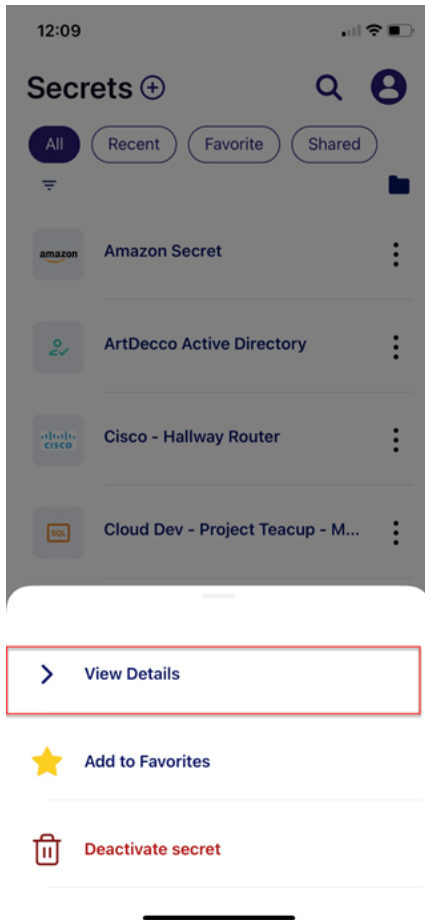 12:09
Secrets
All Recent Favorite Shared
amazon Amazon Secret
ArtDecco Active Directory
CISCO Cisco - Hallway Router
SQL Cloud Dev - Project Teacup - M...
View Details
Add to Favorites
Deactivate secret